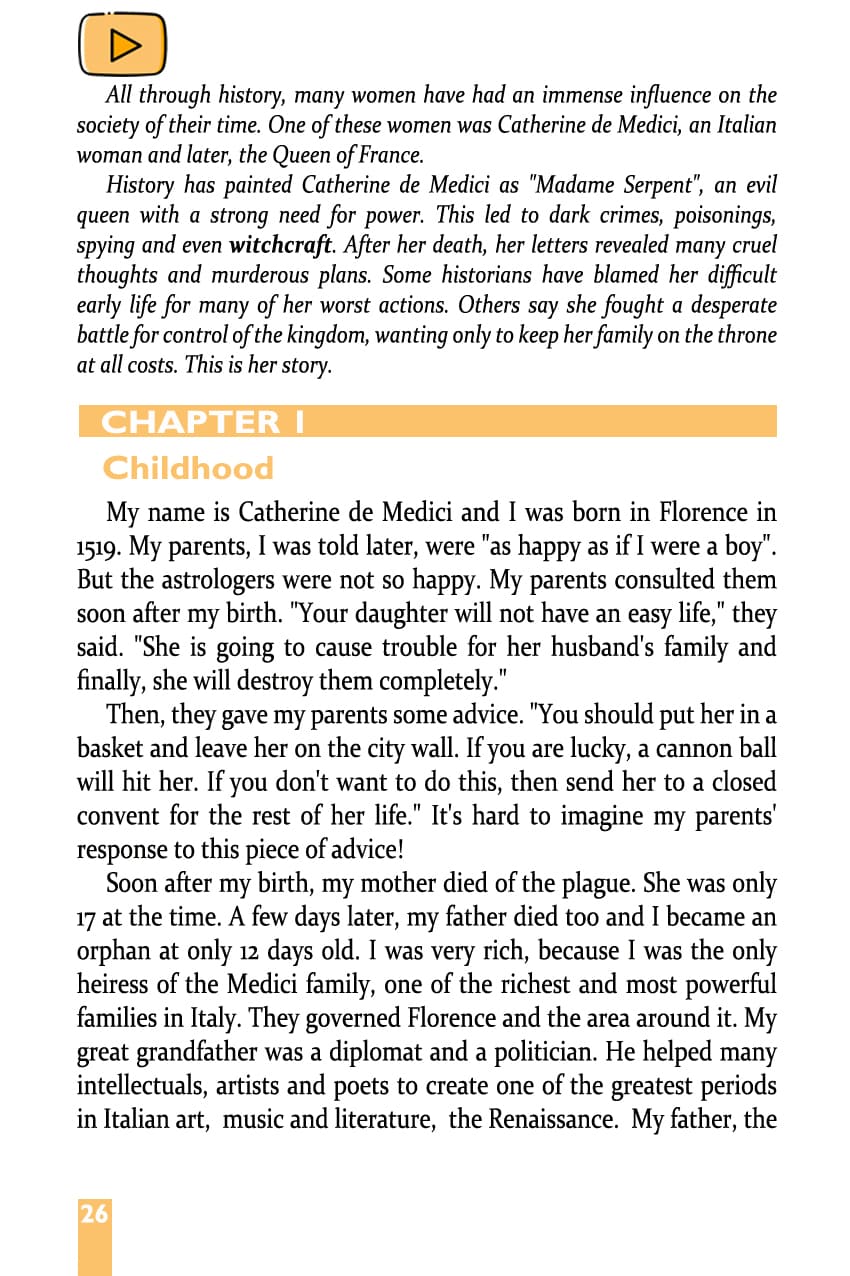 All through history, many women have had an immense influence on the
society of their time. One of these women was Catherine de Medici, an Italian
woman and later, the Queen of France.
History has painted Catherine de Medici as "Madame Serpent", an evil
queen with a strong need for power. This led to dark crimes, poisonings,
spying and even witchcraft. After her death, her letters revealed many cruel
thoughts and murderous plans. Some historians have blamed her difficult
early life for many of her worst actions. Others say she fought a desperate
battle for control of the kingdom, wanting only to keep her family on the throne
at all costs. This is her story.
CHAPTER I
Childhood
My name is Catherine de Medici and I was born in Florence in
1519. My parents, I was told later, were "as happy as if I were a boy".
But the astrologers were not so happy. My parents consulted them
soon after my birth. "Your daughter will not have an easy life," they
said. "She is going to cause trouble for her husband's family and
finally, she will destroy them completely."
Then, they gave my parents some advice. "You should put her in a
basket and leave her on the city wall. If you are lucky, a cannon ball
will hit her. If you don't want to do this, then send her to a closed
convent for the rest of her life." It's hard to imagine my parents'
response to this piece of advice!
Soon after my birth, my mother died of the plague. She was only
17 at the time. A few days later, my father died too and I became an
orphan at only 12 days old. I was very rich, because I was the only
heiress of the Medici family, one of the richest and most powerful
families in Italy. They governed Florence and the area around it. My
great grandfather was a diplomat and a politician. He helped many
intellectuals, artists and poets to create one of the greatest periods
in Italian art, music and literature, the Renaissance. My father, the
26